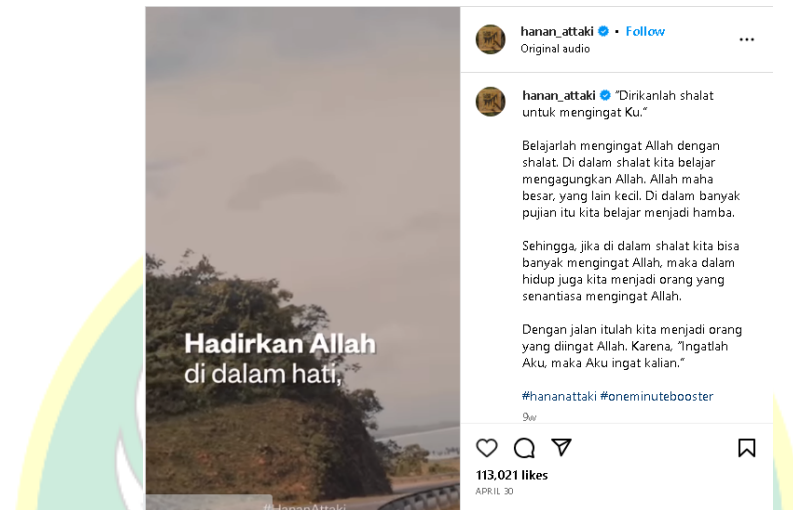 hanan_attaki • Follow
Original audio
hanan_attaki "Dirikanlah shalat
untuk mengingat Ku."
Belajarlah mengingat Allah dengan
shalat. Di dalam shalat kita belajar
mengagungkan Allah. Allah maha
besar, yang lain kecil. Di dalam banyak
pujian itu kita belajar menjadi hamba.
Sehingga, jika di dalam shalat kita bisa
banyak mengingat Allah, maka dalam
hidup juga kita menjadi orang yang
senantiasa mengingat Allah.
Dengan jalan itulah kita menjadi orang
yang diingat Allah. Karena, "Ingatlah
Aku, maka Aku ingat kalian."
#hananattaki #oneminutebooster
9w
113,021 likes
APRIL 30
Hadirkan Allah
di dalam hati,
#HananAttaki